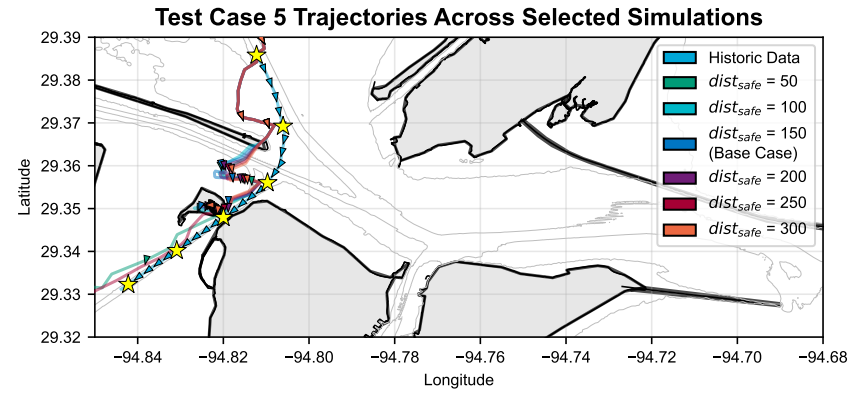 Test Case 5 Trajectories Across Selected Simulations
29.39
29.38
29.37
29.36
29.35
29.34
29.33
29.32
Latitude
−94.84
−94.82
−94.80
−94.78
−94.76
−94.74
−94.72
−94.70
−94.68
Longitude
Historic Data
dist_safe = 50
dist_safe = 100
dist_safe = 150
(Base Case)
dist_safe = 200
dist_safe = 250
dist_safe = 300